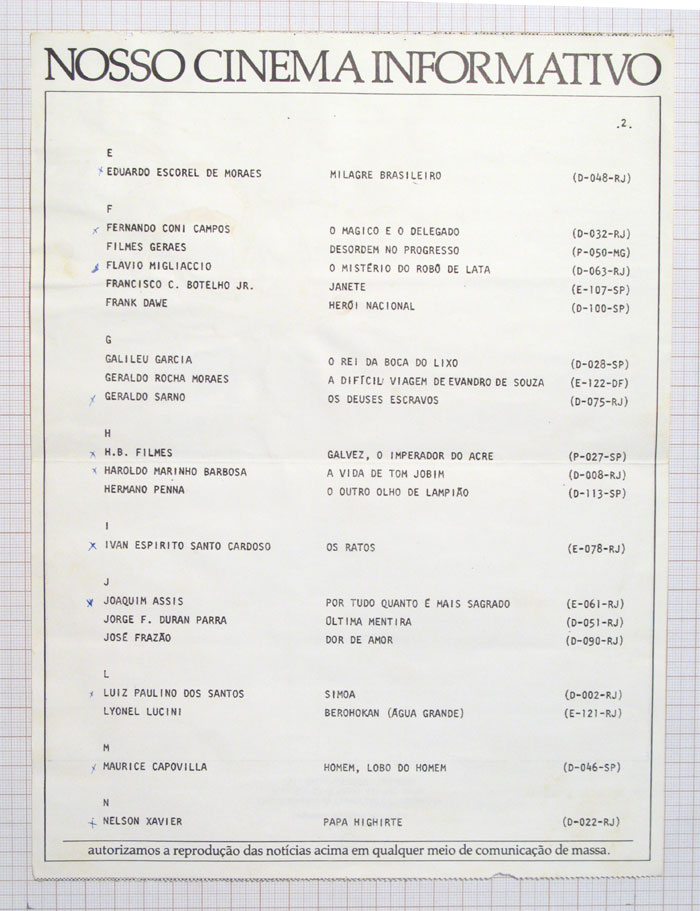 NOSSO CINEMA INFORMATIVO
.2.
E
EDUARDO ESCOREL DE MORAES MILAGRE BRASILEIRO (D-048-RJ)
F
FERNANDO CONI CAMPOS O MAGICO E O DELEGADO (D-032-RJ)
FILMES GERAES DESORDEM NO PROGRESSO (P-050-MG)
FLAVIO MIGLIACCIO O MISTÉRIO DO ROBÔ DE LATA (D-063-RJ)
FRANCISCO C. BOTELHO JR. JANETE (E-107-SP)
FRANK DAWE HERÓI NACIONAL (D-100-SP)
G
GALILEU GARCIA O REI DA BOCA DO LIXO (D-028-SP)
GERALDO ROCHA MORAES A DIFÍCIL VIAGEM DE EVANDRO DE SOUZA (E-122-DF)
GERALDO SARNO OS DEUSES ESCRAVOS (D-075-RJ)
H
H.B. FILMES GALVEZ, O IMPERADOR DO ACRE (P-027-SP)
HAROLDO MARINHO BARBOSA A VIDA DE TOM JOBIM (D-008-RJ)
HERMANO PENNA O OUTRO OLHO DE LAMPIÃO (D-113-SP)
I
IVAN ESPIRITO SANTO CARDOSO OS RATOS (E-078-RJ)
J
JOAQUIM ASSIS POR TUDO QUANTO É MAIS SAGRADO (E-061-RJ)
JORGE F. DURAN PARRA ÚLTIMA MENTIRA (D-051-RJ)
JOSÉ FRAZÃO DOR DE AMOR (D-090-RJ)
L
LUIZ PAULINO DOS SANTOS SIMOA (D-002-RJ)
LYONEL LUCINI BEROHOKAN (ÁGUA GRANDE) (E-121-RJ)
M
MAURICE CAPOVILLA HOMEM, LOBO DO HOMEM (D-046-SP)
N
NELSON XAVIER PAPA HIGHIRTE (D-022-RJ)
autorizamos a reprodução das notícias acima em qualquer meio de comunicação de massa.